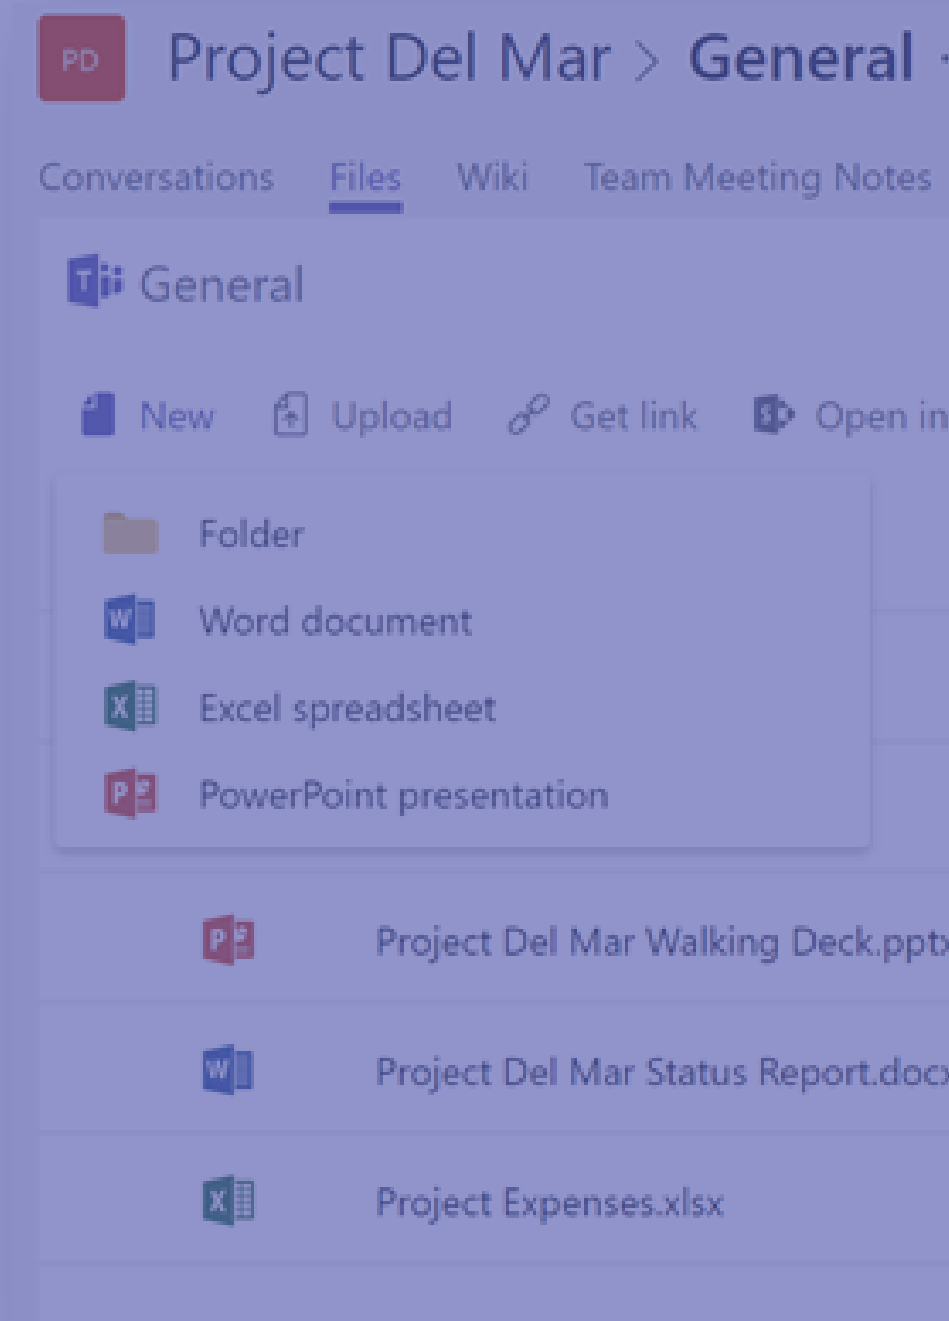 PD Project Del Mar > General
Conversations Files Wiki Team Meeting Notes
T General
New Upload Get link S Open in
Folder
W Word document
X Excel spreadsheet
P PowerPoint presentation
P Project Del Mar Walking Deck.pptx
W Project Del Mar Status Report.docx
X Project Expenses.xlsx